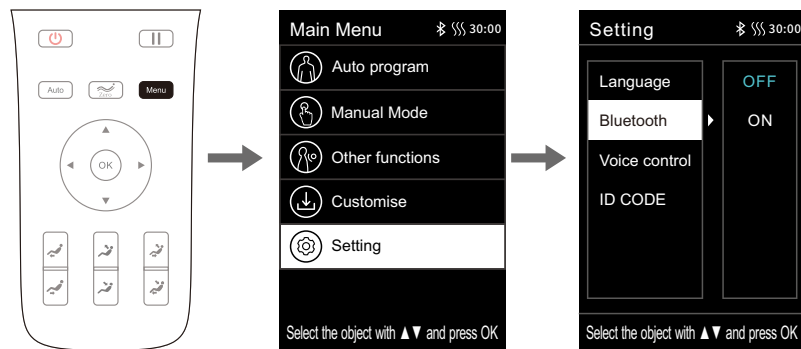 Auto
Zero
Menu
OK
Main Menu 30:00
Auto program
Manual Mode
Other functions
Customise
Setting
Select the object with ▲▼ and press OK
Setting 30:00
Language
Bluetooth
Voice control
ID CODE
OFF
ON
Select the object with ▲▼ and press OK